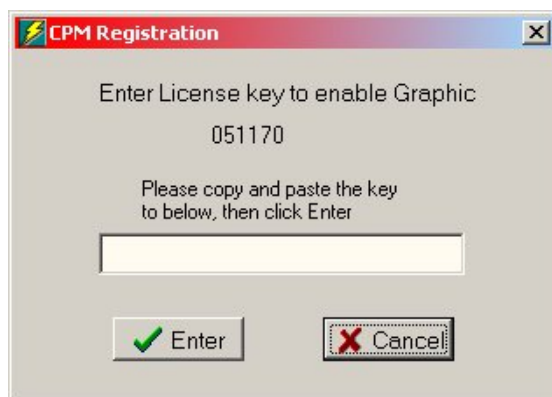 CPM Registration
Enter License key to enable Graphic
051170
Please copy and paste the key
to below, then click Enter
Enter
Cancel